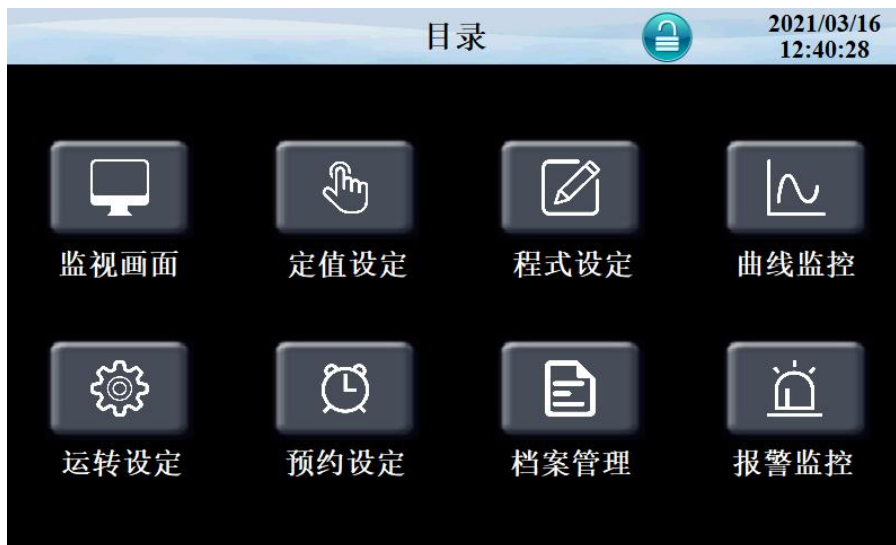 目录
2021/03/16
12:40:28
监视画面 定值设定 程式设定 曲线监控
运转设定 预约设定 档案管理 报警监控